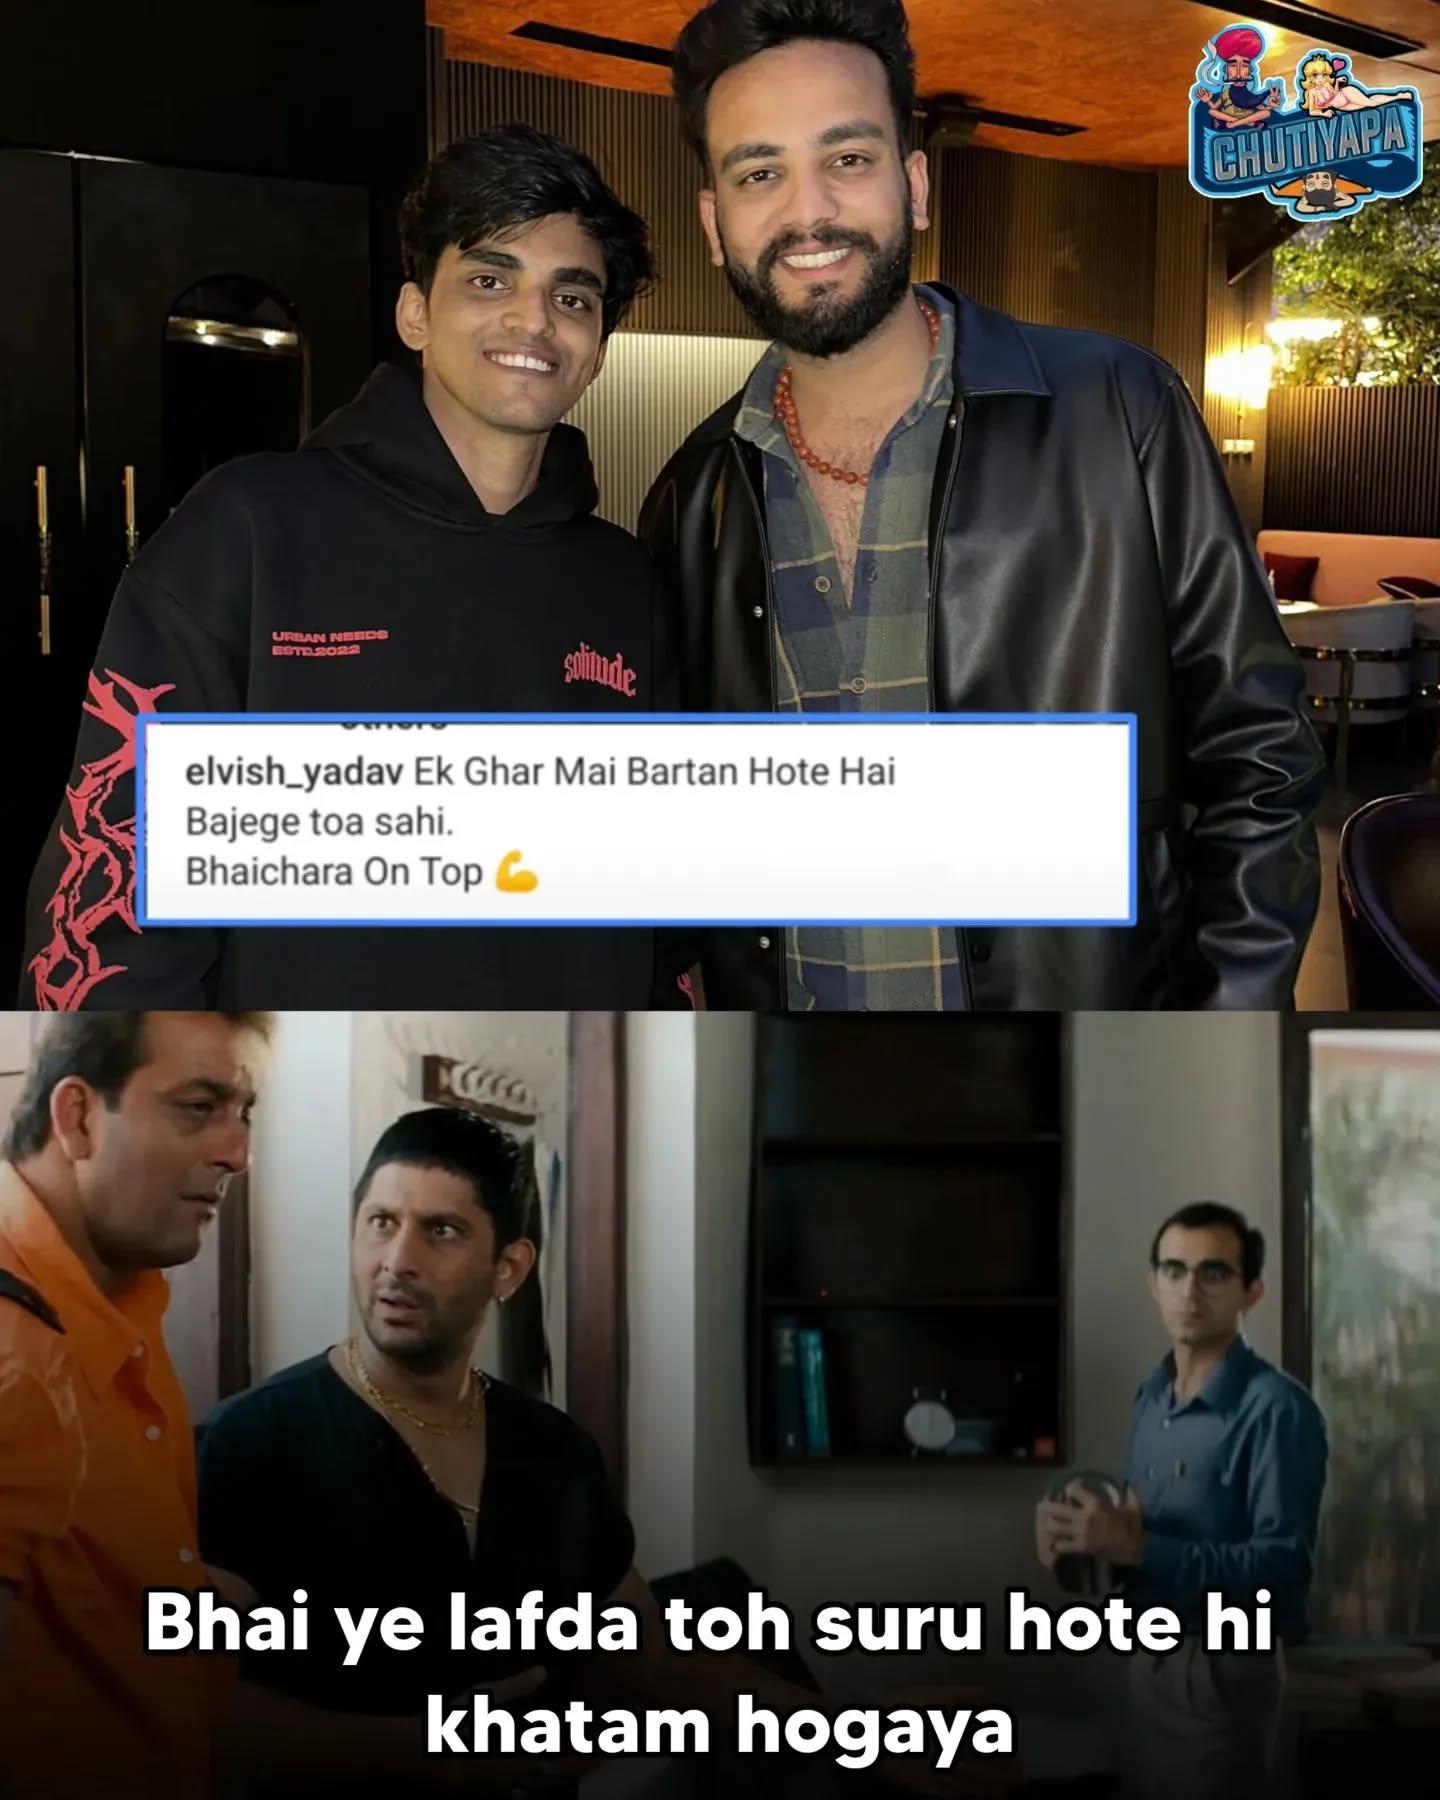 CHUTIYAPA
URBAN NEEDS
ESTD.2022
solitude
others
elvish_yadav Ek Ghar Mai Bartan Hote Hai
Bajege toa sahi.
Bhaichara On Top 💪
Bhai ye lafda toh suru hote hi
khatam hogaya